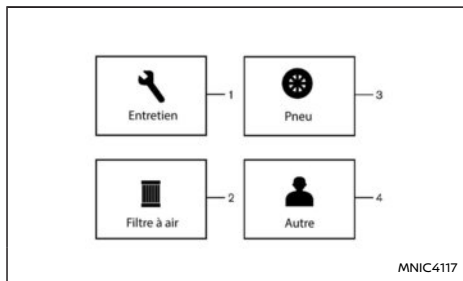 Entretien
1
Pneu
3
Filtre à air
2
Autre
4
MNIC4117